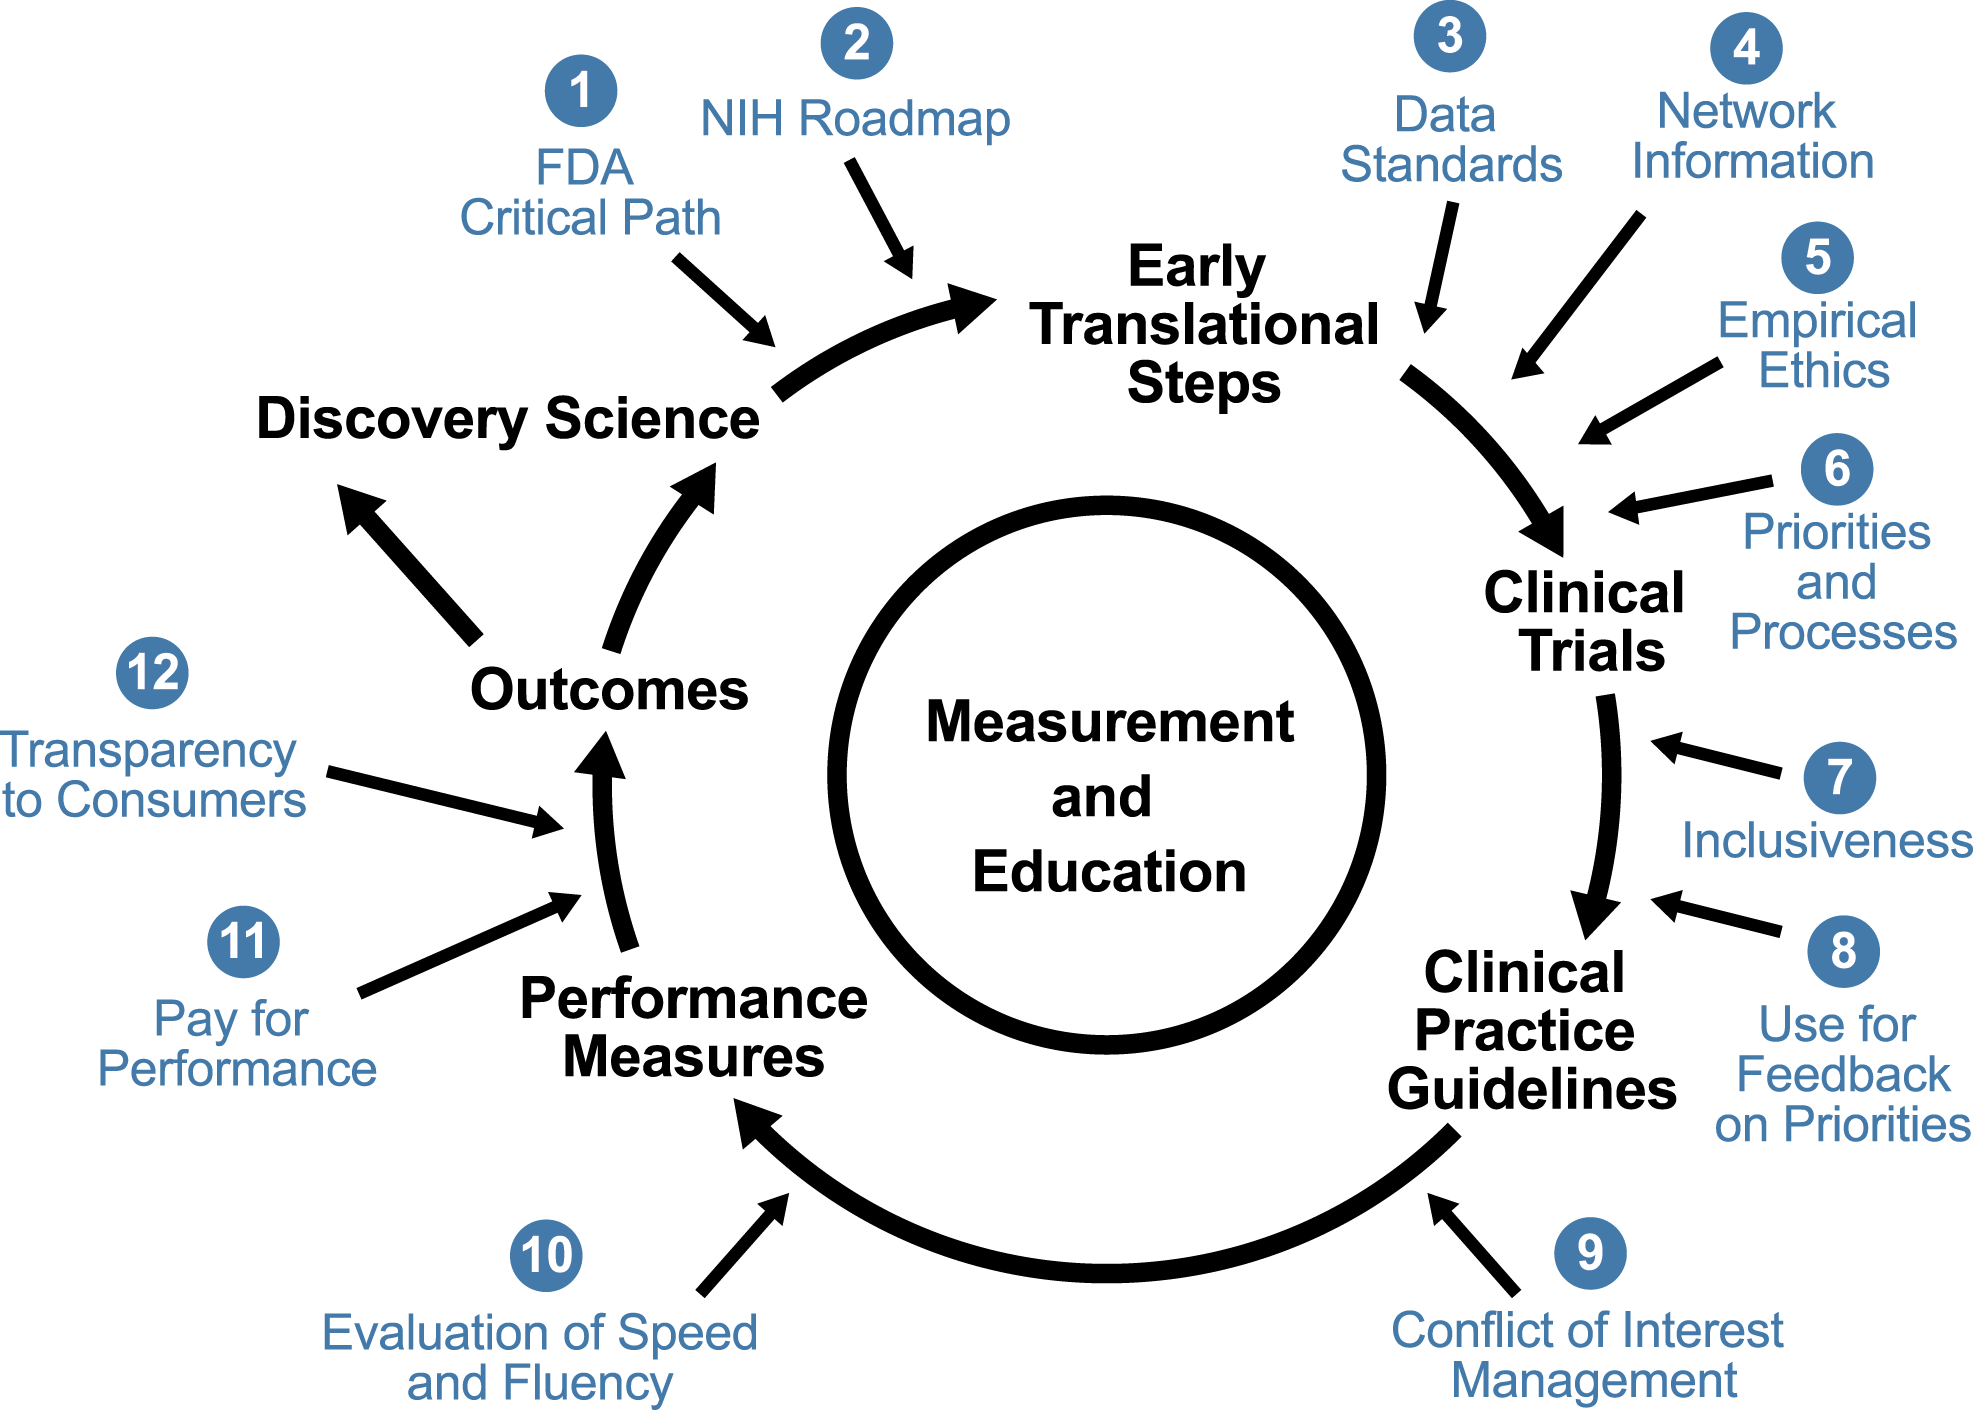 1
FDA
Critical Path
2
NIH Roadmap
3
Data
Standards
4
Network
Information
5
Empirical
Ethics
6
Priorities
and
Processes
7
Inclusiveness
8
Use for
Feedback
on Priorities
9
Conflict of Interest
Management
10
Evaluation of Speed
and Fluency
11
Pay for
Performance
12
Transparency
to Consumers
Early
Translational
Steps
Clinical
Trials
Clinical
Practice
Guidelines
Performance
Measures
Outcomes
Discovery Science
Measurement
and
Education